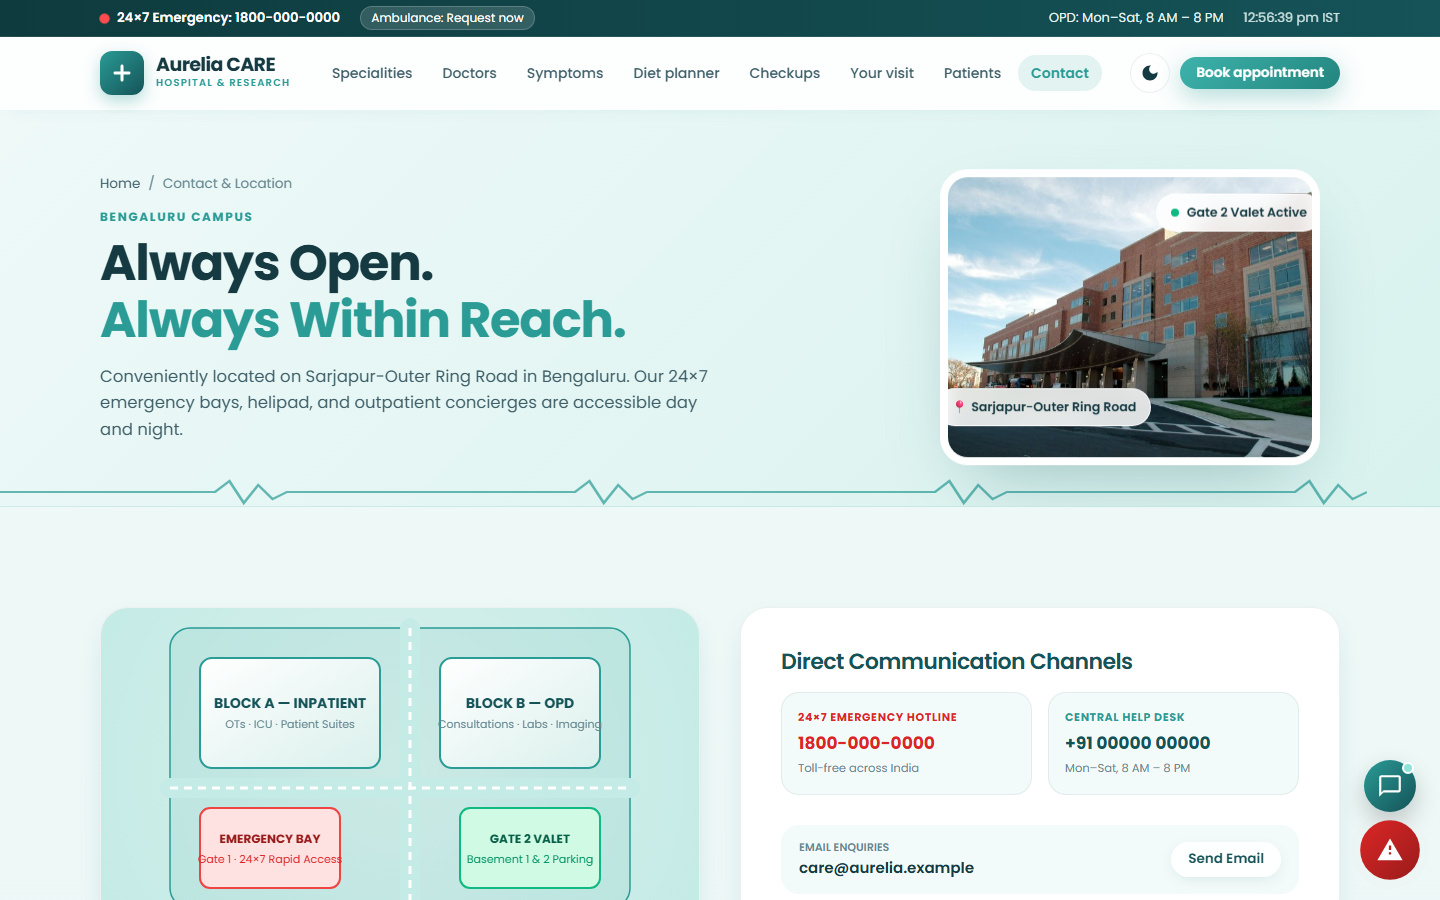 24×7 Emergency: 1800-000-0000
Ambulance: Request now
OPD: Mon–Sat, 8 AM – 8 PM
12:56:39 pm IST
Aurelia CARE
HOSPITAL & RESEARCH
Specialities
Doctors
Symptoms
Diet planner
Checkups
Your visit
Patients
Contact
Book appointment
Home / Contact & Location
BENGALURU CAMPUS
Always Open.
Always Within Reach.
Conveniently located on Sarjapur-Outer Ring Road in Bengaluru. Our 24×7
emergency bays, helipad, and outpatient concierges are accessible day
and night.
Gate 2 Valet Active
Sarjapur-Outer Ring Road
BLOCK A — INPATIENT
OTs · ICU · Patient Suites
BLOCK B — OPD
Consultations · Labs · Imaging
EMERGENCY BAY
Gate 1 · 24×7 Rapid Access
GATE 2 VALET
Basement 1 & 2 Parking
Direct Communication Channels
24×7 EMERGENCY HOTLINE
1800-000-0000
Toll-free across India
CENTRAL HELP DESK
+91 00000 00000
Mon–Sat, 8 AM – 8 PM
EMAIL ENQUIRIES
care@aurelia.example
Send Email